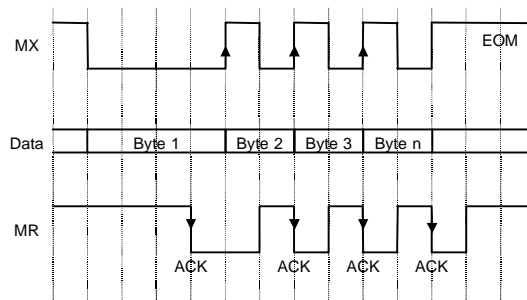 MX EOM
Data Byte 1 Byte 2 Byte 3 Byte n
MR
ACK ACK ACK ACK